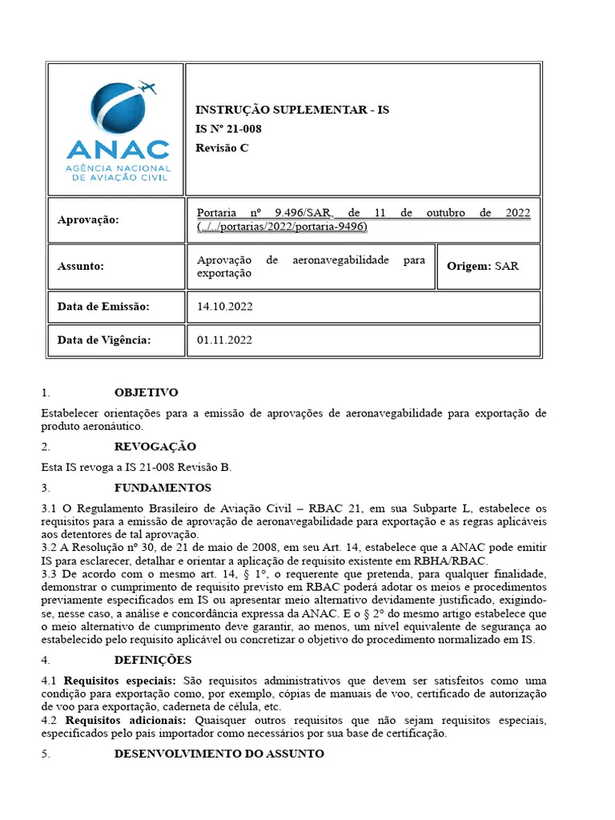 ANAC
AGÊNCIA NACIONAL
DE AVIAÇÃO CIVIL
INSTRUÇÃO SUPLEMENTAR - IS
IS Nº 21-008
Revisão C
Aprovação:
Portaria nº 9.496/SAR, de 11 de outubro de 2022
(../../portarias/2022/portaria-9496)
Assunto:
Aprovação de aeronavegabilidade para
exportação
Origem: SAR
Data de Emissão:
14.10.2022
Data de Vigência:
01.11.2022
1. OBJETIVO
Estabelecer orientações para a emissão de aprovações de aeronavegabilidade para exportação de
produto aeronáutico.
2. REVOGAÇÃO
Esta IS revoga a IS 21-008 Revisão B.
3. FUNDAMENTOS
3.1 O Regulamento Brasileiro de Aviação Civil – RBAC 21, em sua Subparte L, estabelece os
requisitos para a emissão de aprovação de aeronavegabilidade para exportação e as regras aplicáveis
aos detentores de tal aprovação.
3.2 A Resolução nº 30, de 21 de maio de 2008, em seu Art. 14, estabelece que a ANAC pode emitir
IS para esclarecer, detalhar e orientar a aplicação de requisito existente em RBHA/RBAC.
3.3 De acordo com o mesmo art. 14, § 1°, o requerente que pretenda, para qualquer finalidade,
demonstrar o cumprimento de requisito previsto em RBAC poderá adotar os meios e procedimentos
previamente especificados em IS ou apresentar meio alternativo devidamente justificado, exigindo-
se, nesse caso, a análise e concordância expressa da ANAC. E o § 2° do mesmo artigo estabelece que
o meio alternativo de cumprimento deve garantir, ao menos, um nível equivalente de segurança ao
estabelecido pelo requisito aplicável ou concretizar o objetivo do procedimento normalizado em IS.
4. DEFINIÇÕES
4.1 Requisitos especiais: São requisitos administrativos que devem ser satisfeitos como uma
condição para exportação como, por exemplo, cópias de manuais de voo, certificado de autorização
de voo para exportação, caderneta de célula, etc.
4.2 Requisitos adicionais: Quaisquer outros requisitos que não sejam requisitos especiais,
especificados pelo país importador como necessários por sua base de certificação.
5. DESENVOLVIMENTO DO ASSUNTO